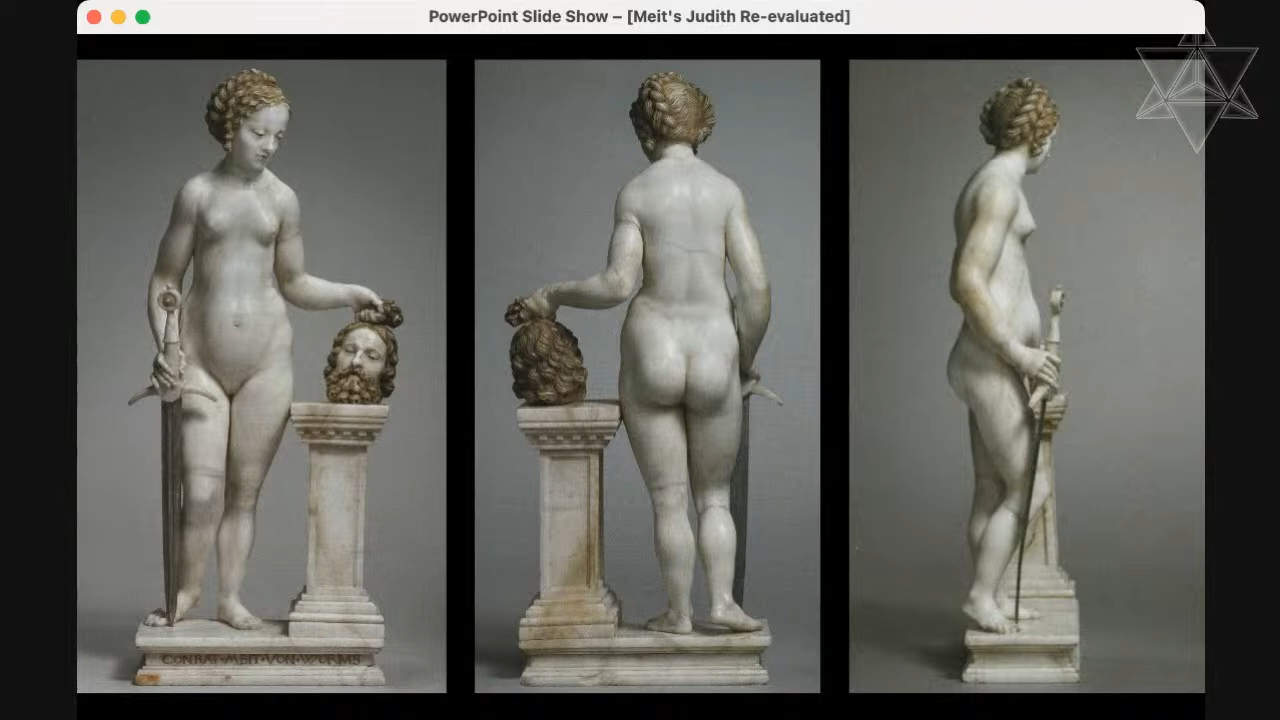 PowerPoint Slide Show – [Meit's Judith Re-evaluated]
CONRAT·MEIT·VON·WORMS